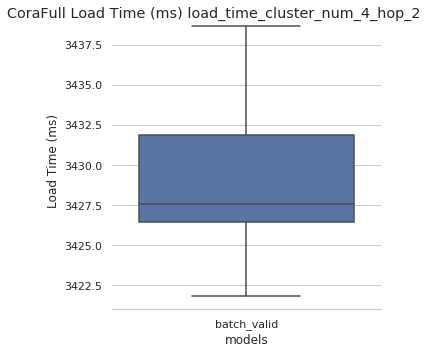 CoraFull Load Time (ms) load_time_cluster_num_4_hop_2
3437.5
3435.0
3432.5
3430.0
3427.5
3425.0
3422.5
Load Time (ms)
batch_valid
models